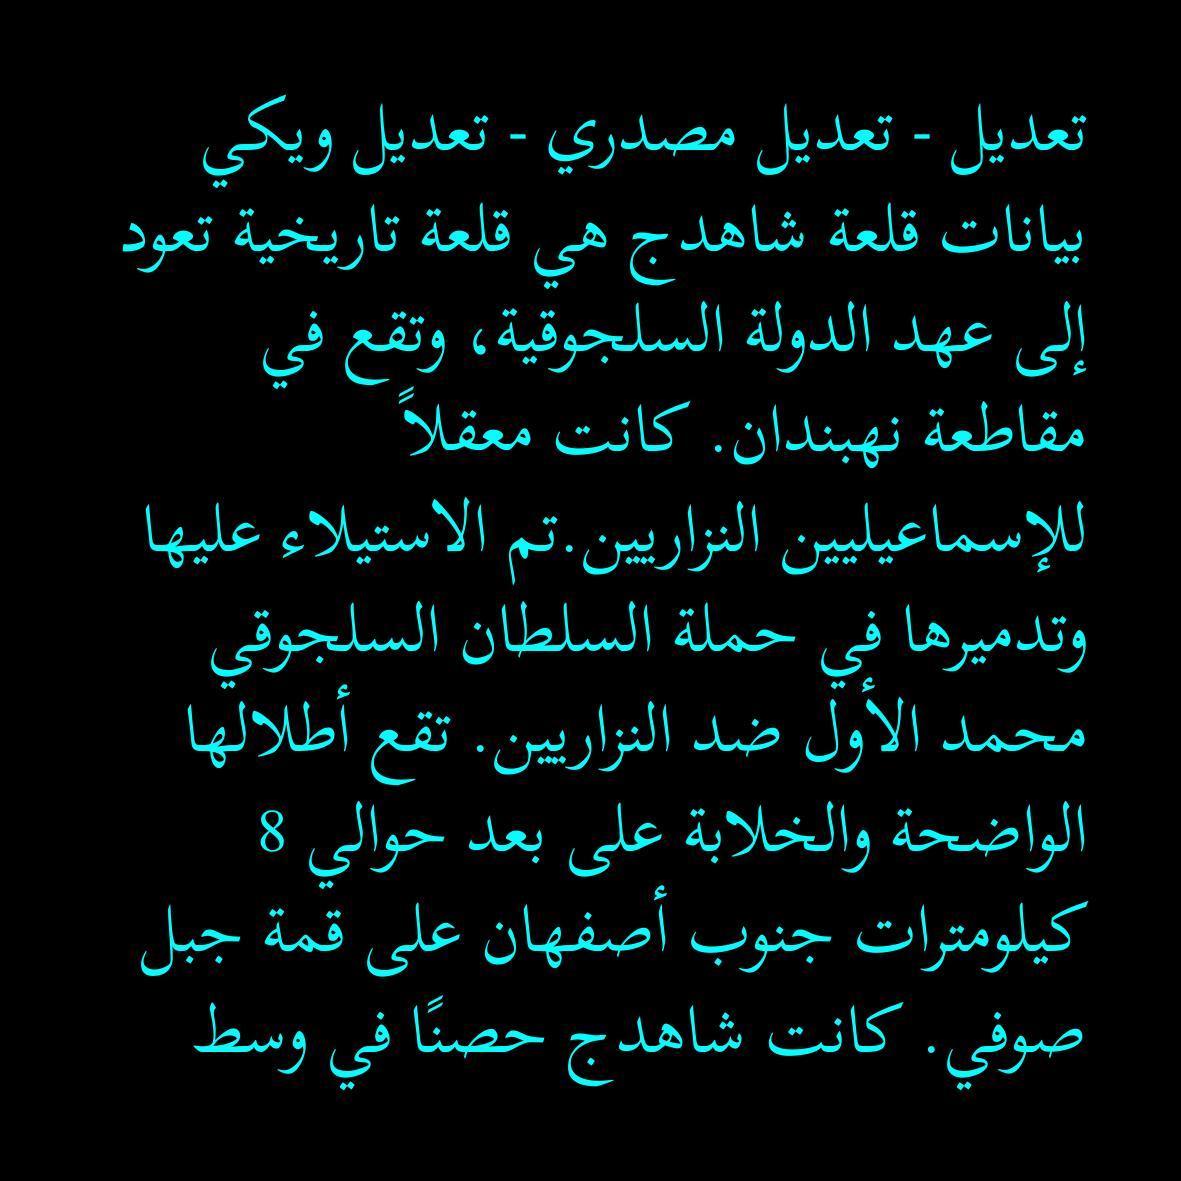 تعديل - تعديل مصدري - تعديل ويكي
بيانات قلعة شاهدج هي قلعة تاريخية تعود
إلى عهد الدولة السلجوقية، وتقع في
مقاطعة نهبندان. كانت معقلاً
للإسماعيليين النزاريين.تم الاستيلاء عليها
وتدميرها في حملة السلطان السلجوقي
محمد الأول ضد النزاريين. تقع أطلالها
الواضحة والخلابة على بعد حوالي 8
كيلومترات جنوب أصفهان على قمة جبل
صوفي. كانت شاهدج حصنًا في وسط